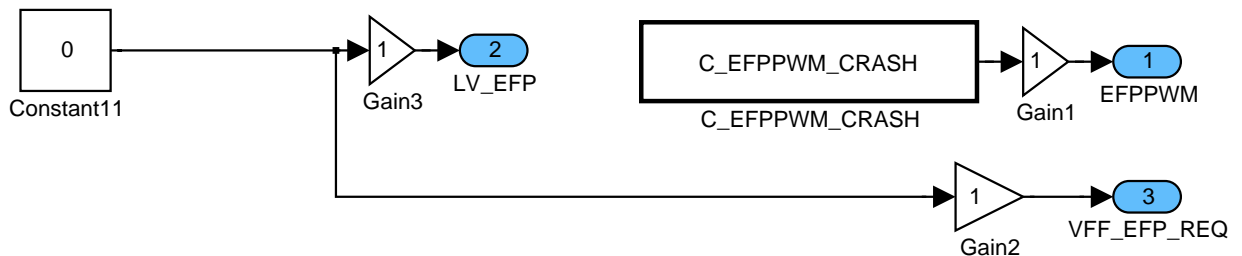 0
Constant11
1
Gain3
2
LV_EFP
C_EFPPWM_CRASH
C_EFPPWM_CRASH
1
Gain1
1
EFPPWM
1
Gain2
3
VFF_EFP_REQ